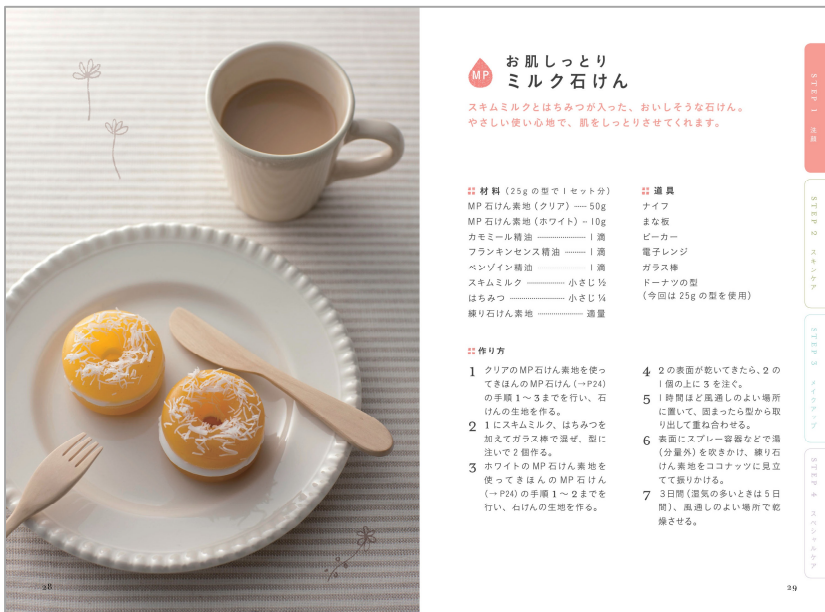 MP
お肌しっとり
ミルク石けん
スキムミルクとはちみつが入った、おいしそうな石けん。
やさしい使い心地で、肌をしっとりさせてくれます。
材料（25gの型で1セット分）
MP石けん素地（クリア）…… 50g
MP石けん素地（ホワイト）… 10g
カモミール精油 …………… 1滴
フランキンセンス精油 ……… 1滴
ベンゾイン精油 …………… 1滴
スキムミルク …………… 小さじ½
はちみつ …………… 小さじ¼
練り石けん素地 …………… 適量
道具
ナイフ
まな板
ビーカー
電子レンジ
ガラス棒
ドーナツの型
（今回は25gの型を使用）
作り方
1 クリアのMP石けん素地を使っ
てきほんのMP石けん（→P24）
の手順1〜3までを行い、石
けんの生地を作る。
2 1にスキムミルク、はちみつを
加えてガラス棒で混ぜ、型に
注いで2個作る。
3 ホワイトのMP石けん素地を
使ってきほんのMP石けん
（→P24）の手順1〜2までを
行い、石けんの生地を作る。
4 2の表面が乾いてきたら、2の
1個の上に3を注ぐ。
5 1時間ほど風通しのよい場所
に置いて、固まったら型から取
り出して重ね合わせる。
6 表面にスプレー容器などで湯
（分量外）を吹きかけ、練り石
けん素地をココナッツに見立
てて振りかける。
7 3日間（湿気の多いときは5日
間）、風通しのよい場所で乾
燥させる。
STEP 1 洗顔
STEP 2 スキンケア
STEP 3 メイクアップ
STEP 4 スペシャルケア
28
29